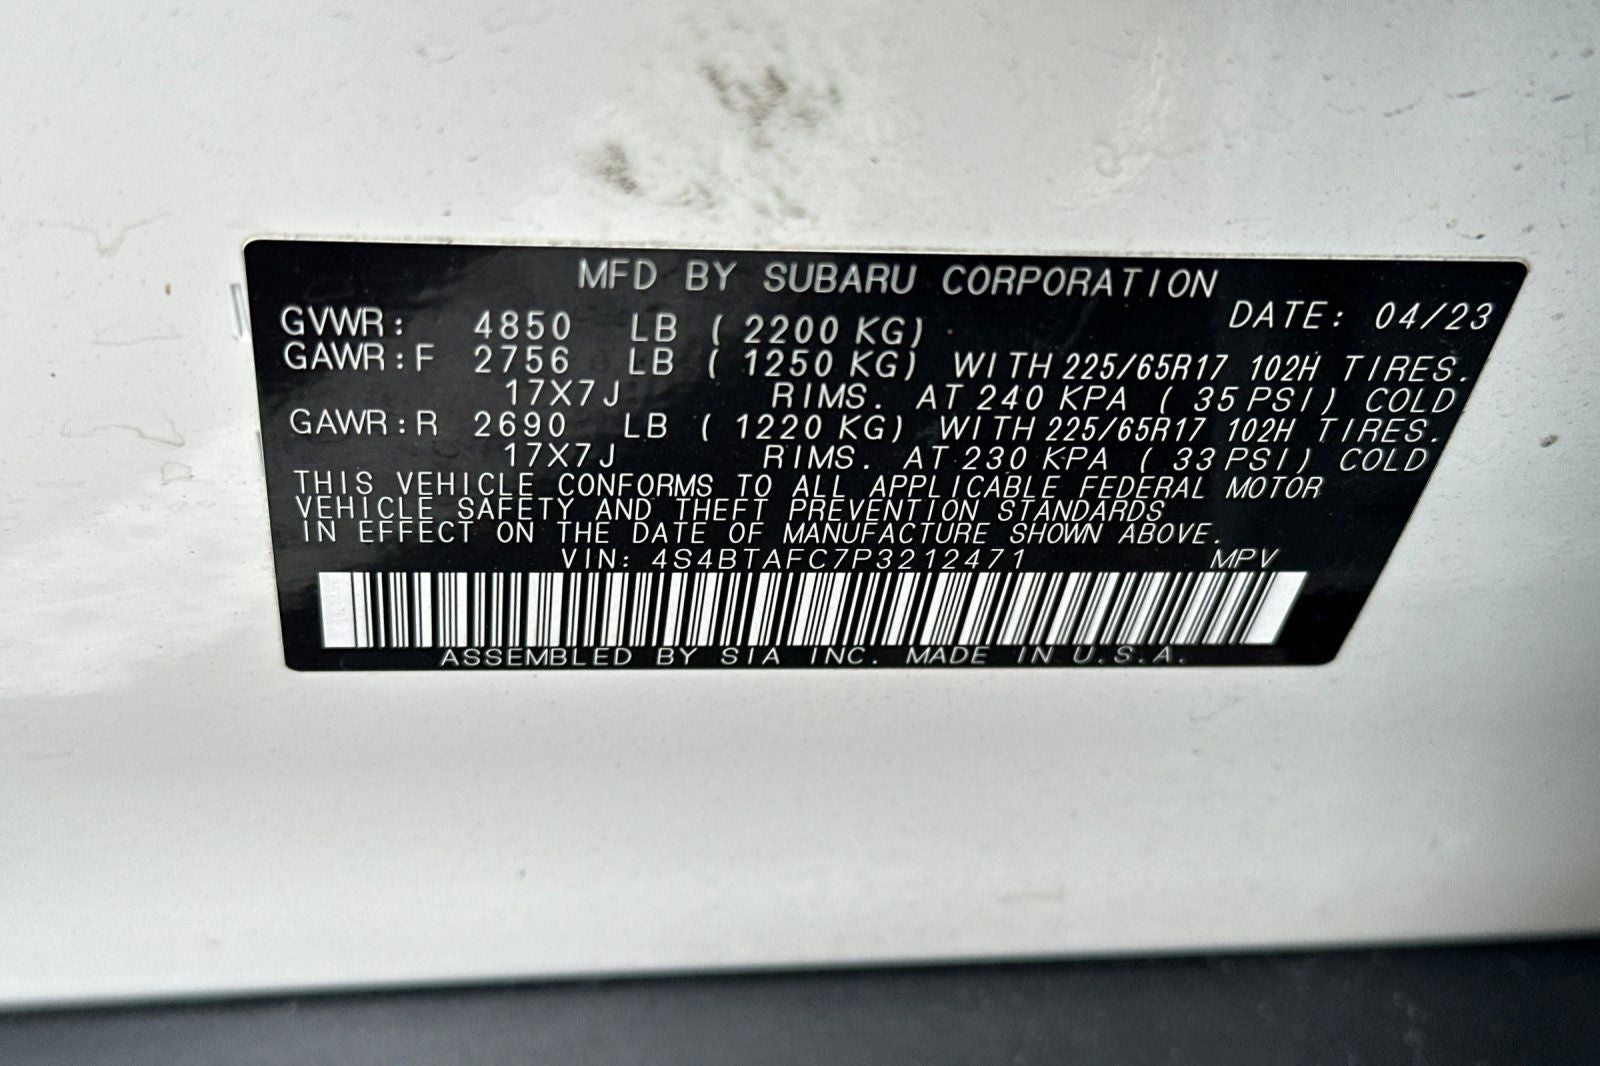 MFD BY SUBARU CORPORATION
DATE: 04/23
GVWR: 4850 LB ( 2200 KG)
GAWR:F 2756 LB ( 1250 KG) WITH 225/65R17 102H TIRES.
17X7J RIMS. AT 240 KPA ( 35 PSI) COLD
GAWR:R 2690 LB ( 1220 KG) WITH 225/65R17 102H TIRES.
17X7J RIMS. AT 230 KPA ( 33 PSI) COLD
THIS VEHICLE CONFORMS TO ALL APPLICABLE FEDERAL MOTOR
VEHICLE SAFETY AND THEFT PREVENTION STANDARDS
IN EFFECT ON THE DATE OF MANUFACTURE SHOWN ABOVE.
VIN: 4S4BTAFC7P3212471 MPV
ASSEMBLED BY SIA INC. MADE IN U.S.A.